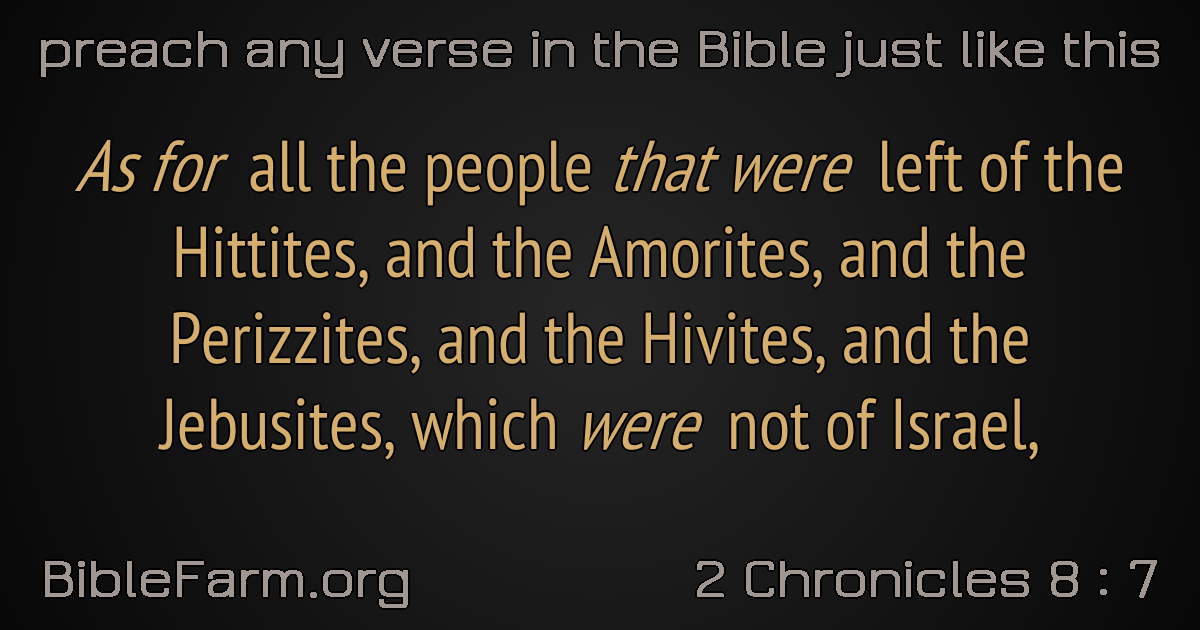 preach any verse in the Bible just like this
As for all the people that were left of the
Hittites, and the Amorites, and the
Perizzites, and the Hivites, and the
Jebusites, which were not of Israel,
BibleFarm.org
2 Chronicles 8 : 7